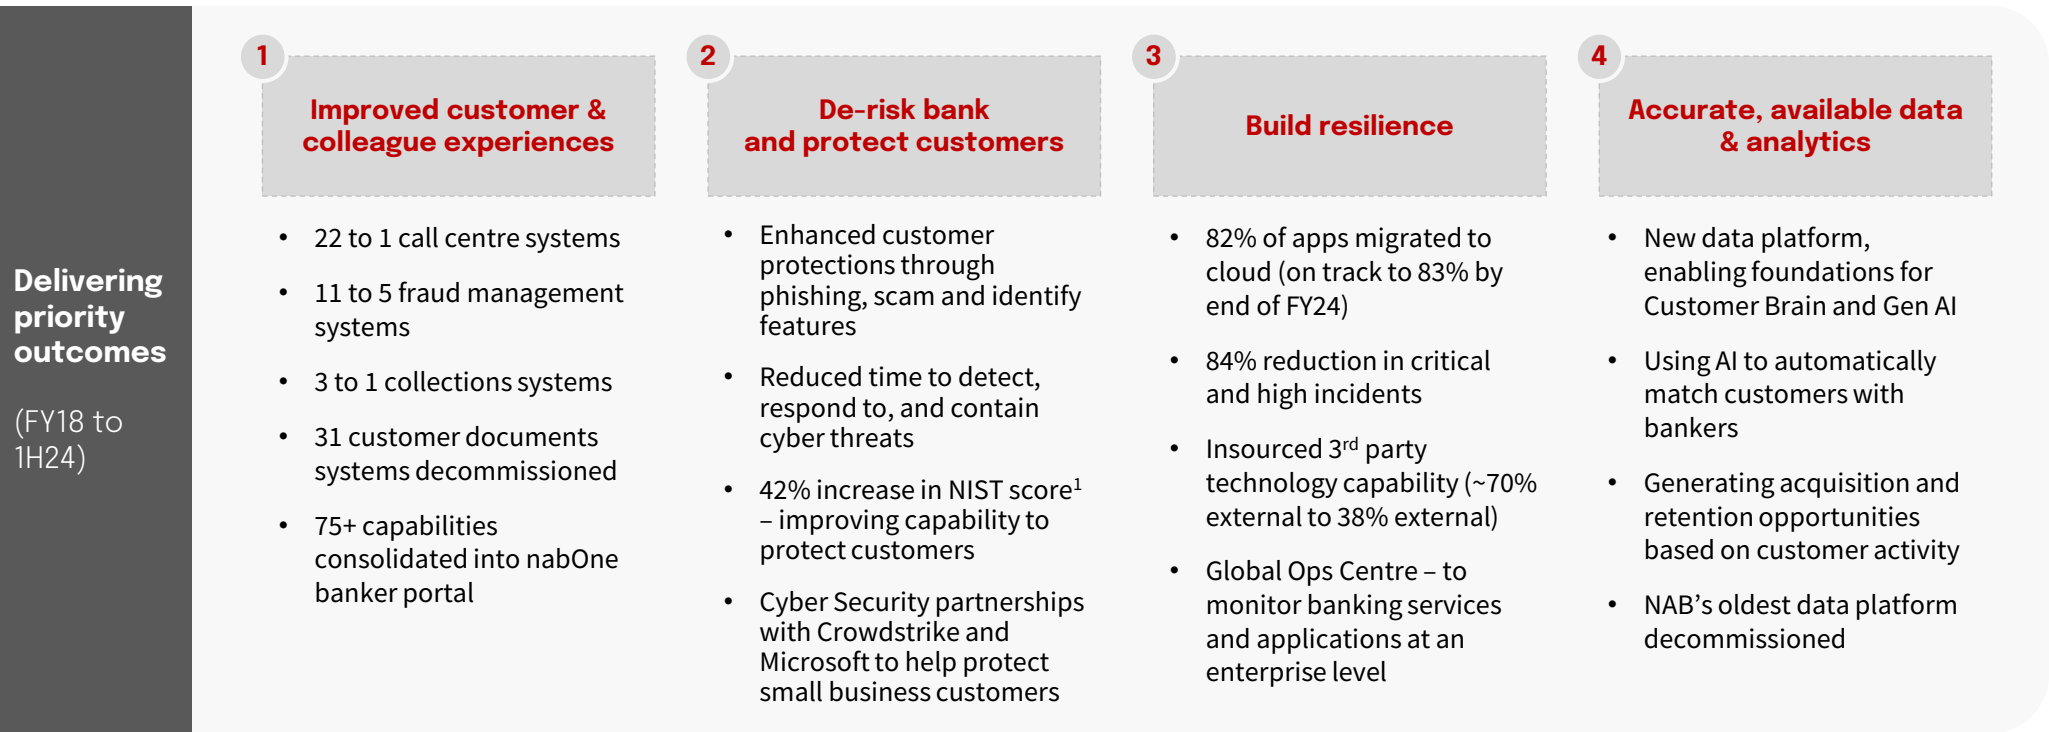 Delivering
priority
outcomes
(FY18 to
1H24)
1
Improved customer &
colleague experiences
• 22 to 1 call centre systems
• 11 to 5 fraud management
systems
• 3 to 1 collections systems
• 31 customer documents
systems decommissioned
• 75+ capabilities
consolidated into nabOne
banker portal
2
De-risk bank
and protect customers
• Enhanced customer
protections through
phishing, scam and identify
features
• Reduced time to detect,
respond to, and contain
cyber threats
• 42% increase in NIST score¹
– improving capability to
protect customers
• Cyber Security partnerships
with Crowdstrike and
Microsoft to help protect
small business customers
3
Build resilience
• 82% of apps migrated to
cloud (on track to 83% by
end of FY24)
• 84% reduction in critical
and high incidents
• Insourced 3rd party
technology capability (~70%
external to 38% external)
• Global Ops Centre – to
monitor banking services
and applications at an
enterprise level
4
Accurate, available data
& analytics
• New data platform,
enabling foundations for
Customer Brain and Gen AI
• Using AI to automatically
match customers with
bankers
• Generating acquisition and
retention opportunities
based on customer activity
• NAB’s oldest data platform
decommissioned